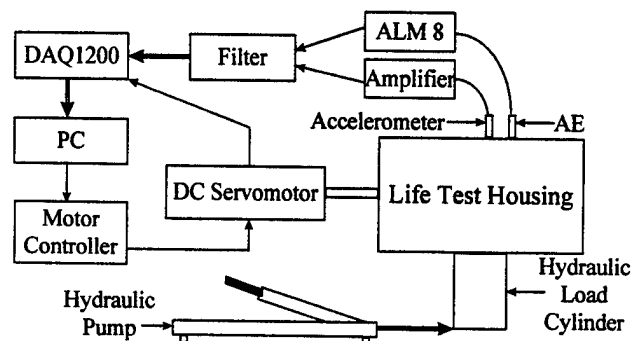 DAQ1200
Filter
ALM 8
Amplifier
Accelerometer
AE
PC
DC Servomotor
Life Test Housing
Motor
Controller
Hydraulic
Pump
Hydraulic
Load
Cylinder